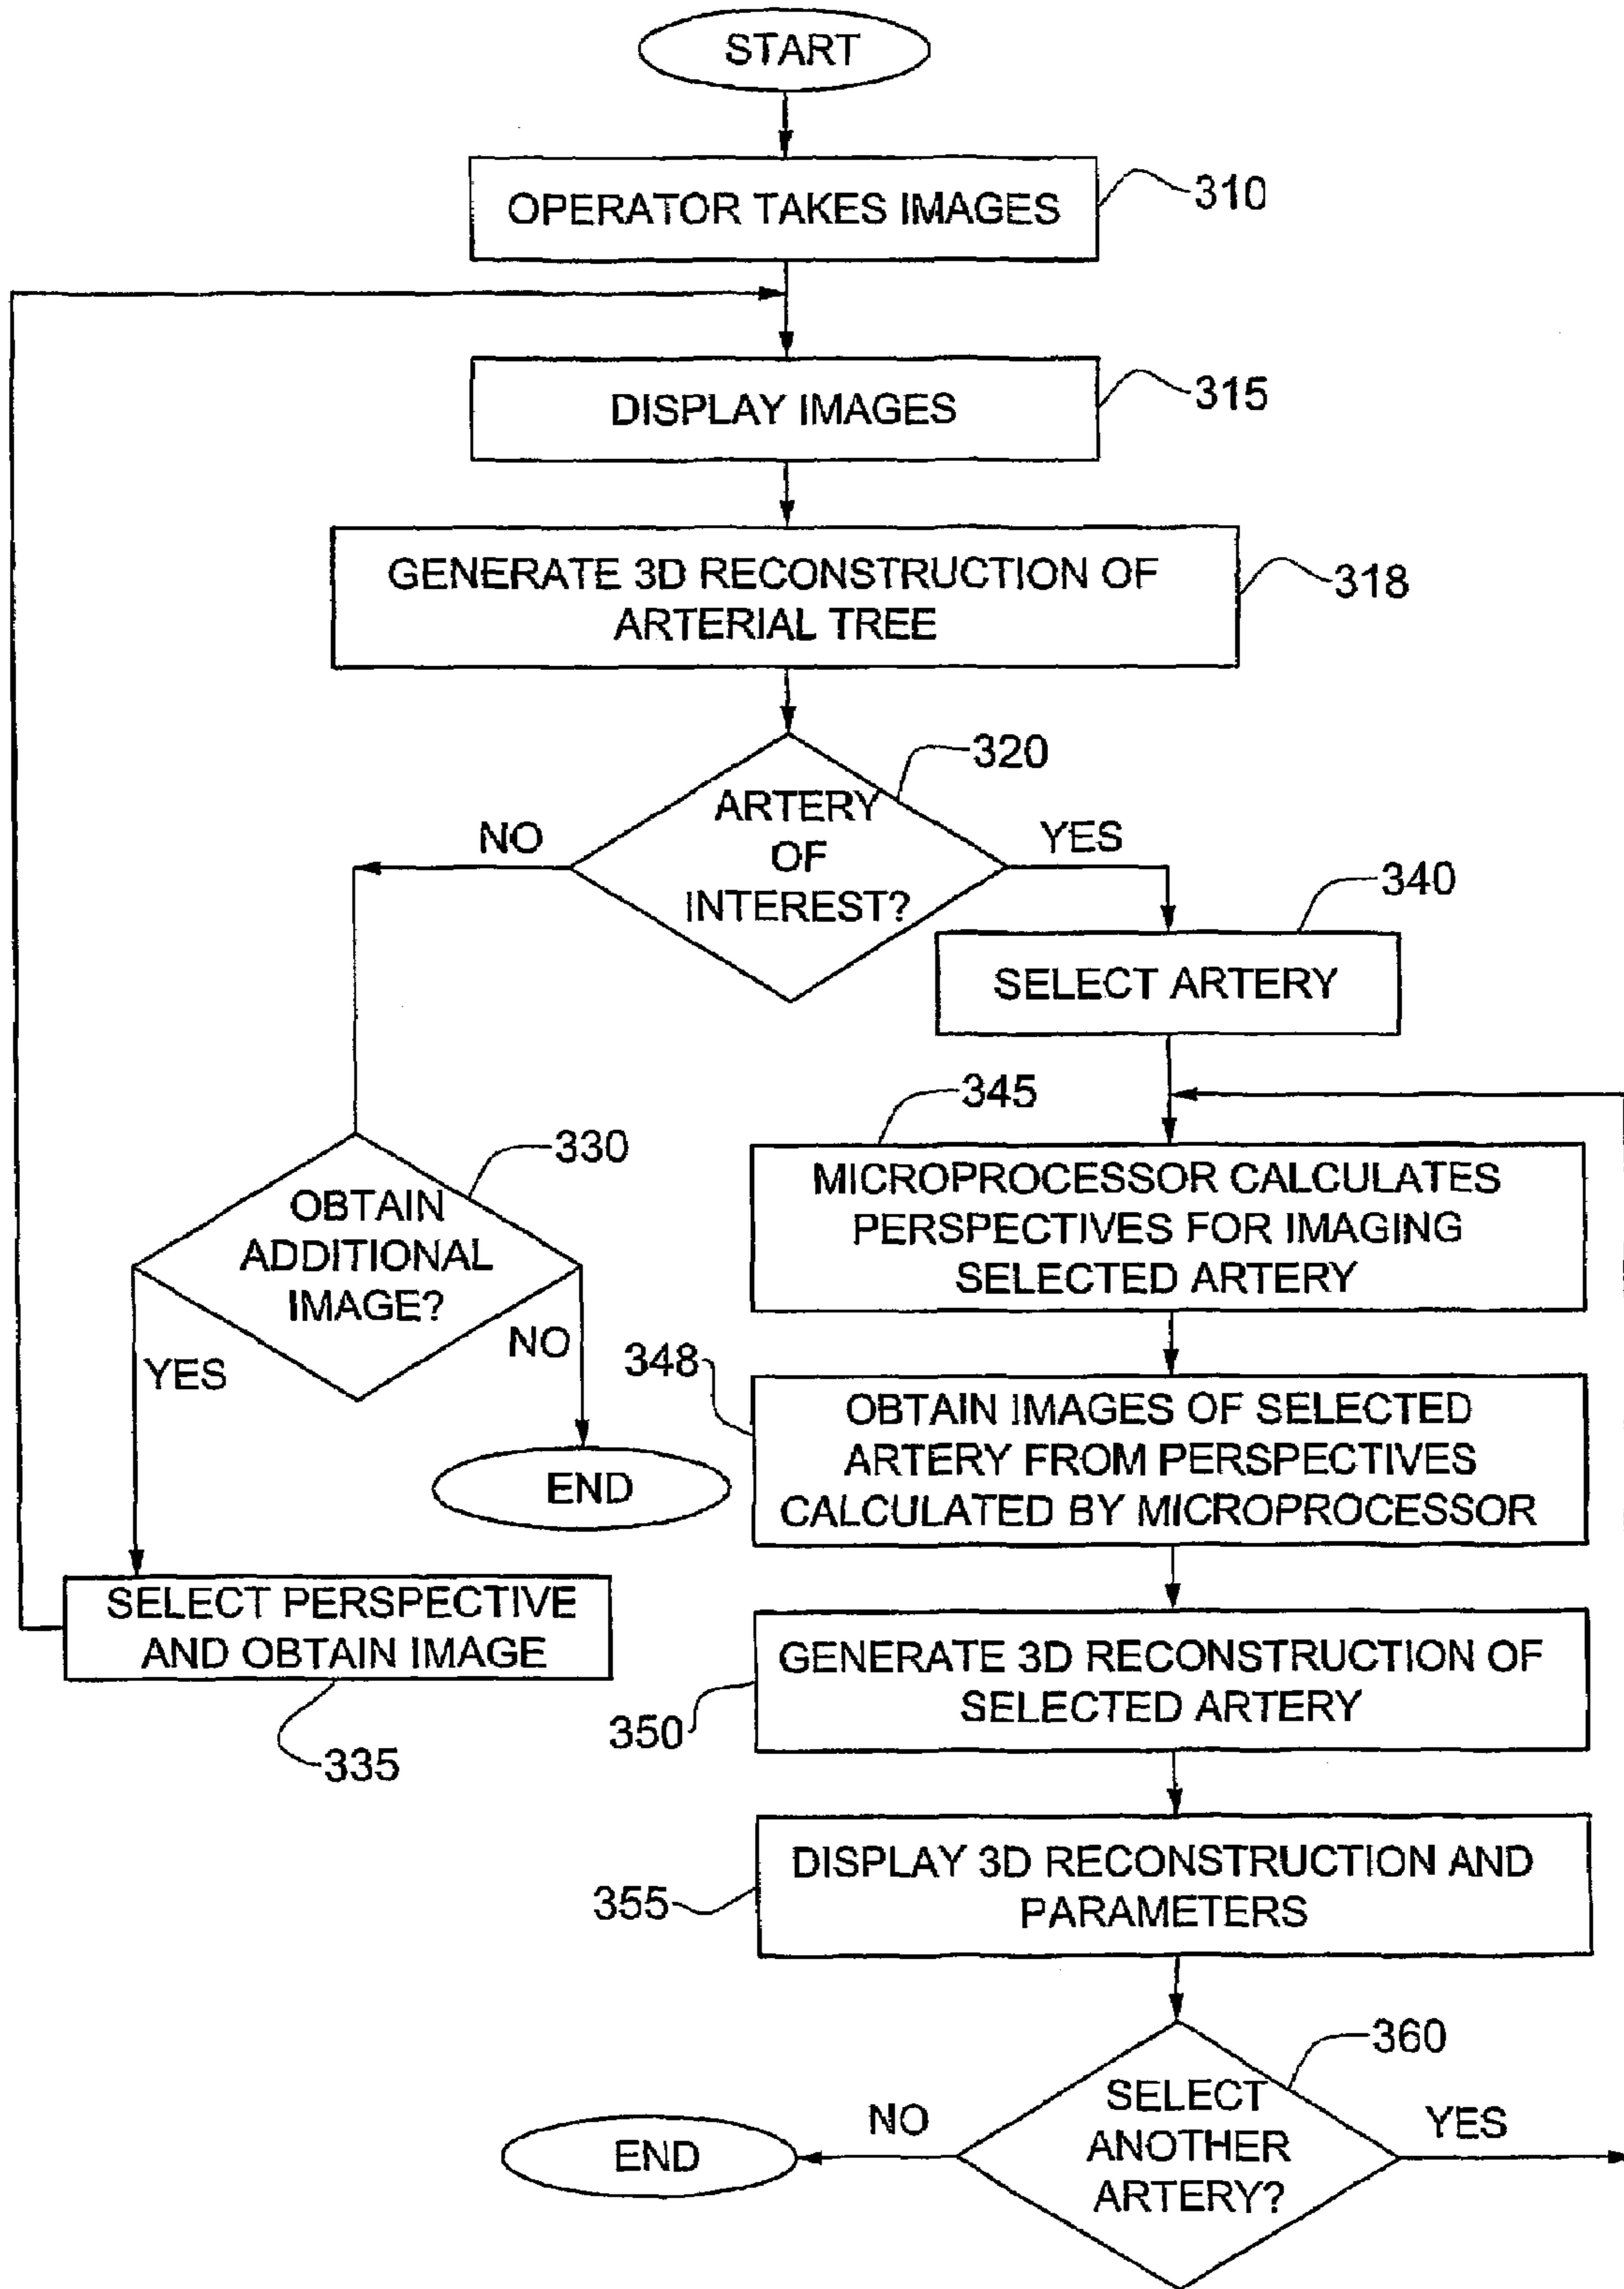 START
OPERATOR TAKES IMAGES
310
DISPLAY IMAGES
315
GENERATE 3D RECONSTRUCTION OF
ARTERIAL TREE
318
ARTERY
OF
INTEREST?
320
NO
YES
SELECT ARTERY
340
MICROPROCESSOR CALCULATES
PERSPECTIVES FOR IMAGING
SELECTED ARTERY
345
OBTAIN
ADDITIONAL
IMAGE?
330
YES
NO
END
SELECT PERSPECTIVE
AND OBTAIN IMAGE
335
OBTAIN IMAGES OF SELECTED
ARTERY FROM PERSPECTIVES
CALCULATED BY MICROPROCESSOR
348
GENERATE 3D RECONSTRUCTION OF
SELECTED ARTERY
350
DISPLAY 3D RECONSTRUCTION AND
PARAMETERS
355
SELECT
ANOTHER
ARTERY?
360
NO
YES
END